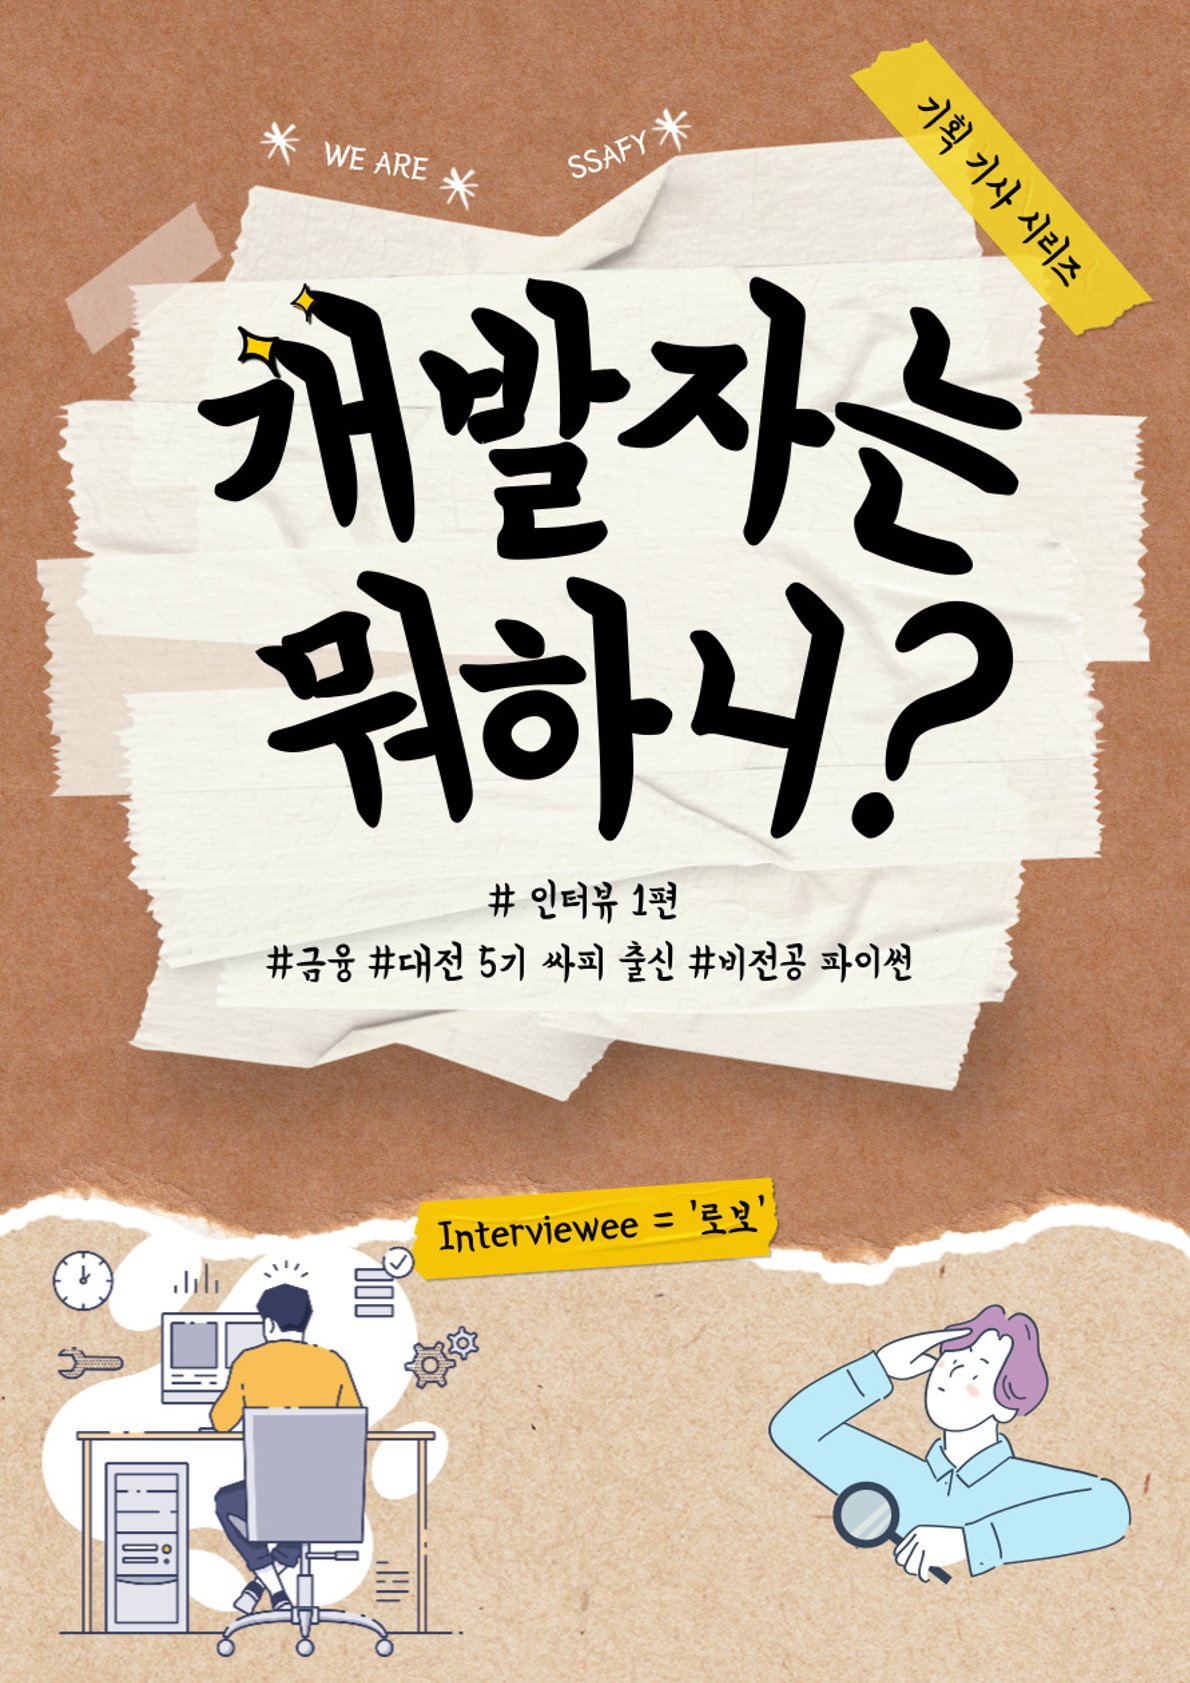 WE ARE SSAFY
기획 기사 시리즈
개발자는
뭐하니?
# 인터뷰 1편
#금융 #대전 5기 싸피 출신 #비전공 파이썬
Interviewee = '로보'